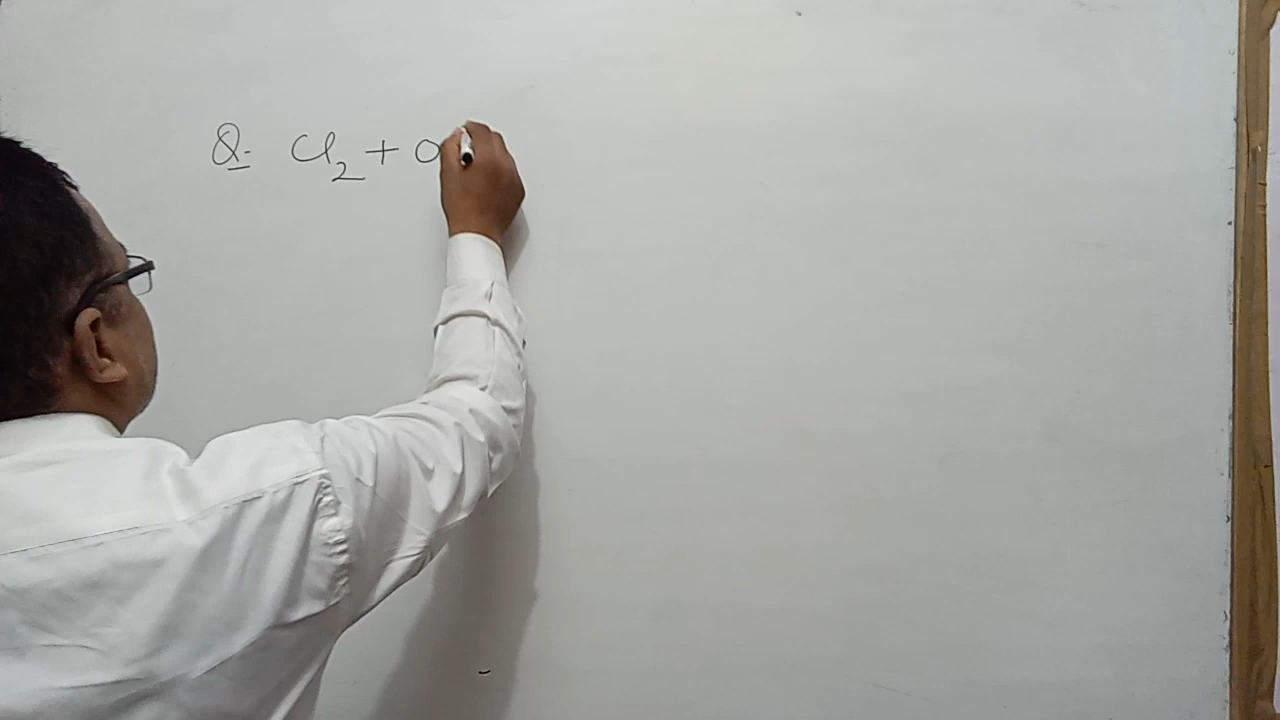 Q. Cl₂ + O